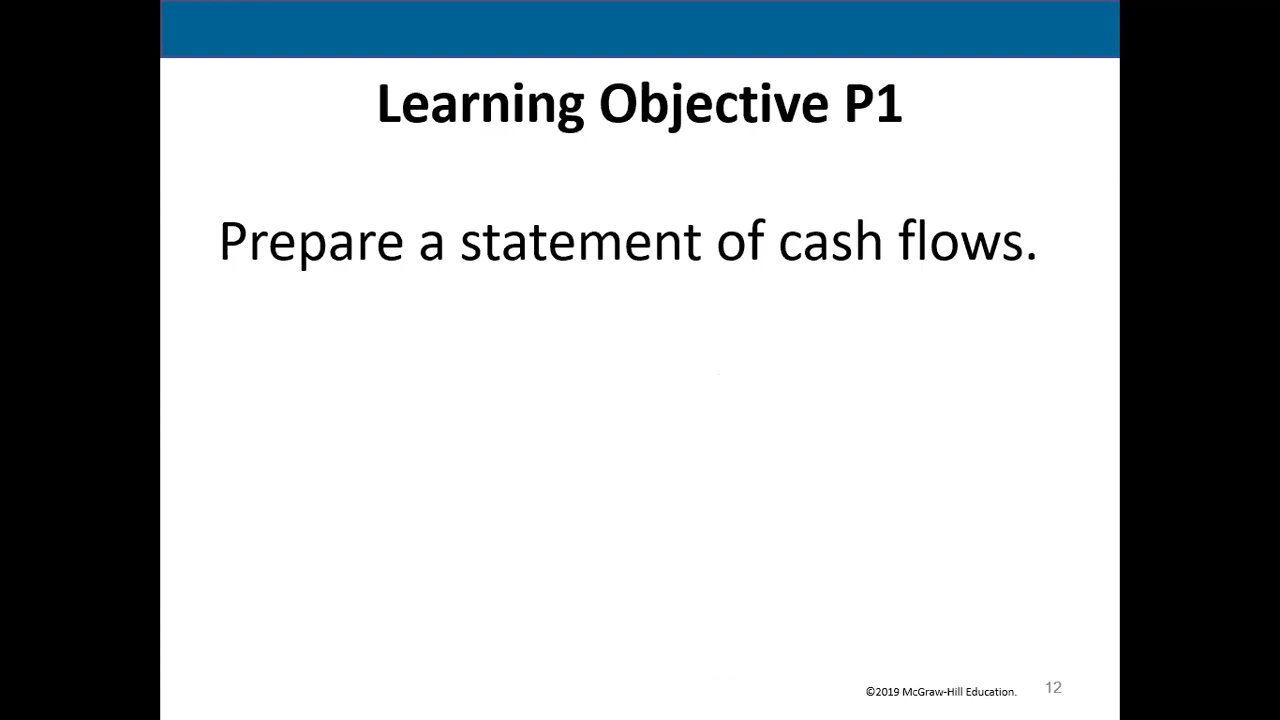 Learning Objective P1
Prepare a statement of cash flows.
©2019 McGraw-Hill Education.
12